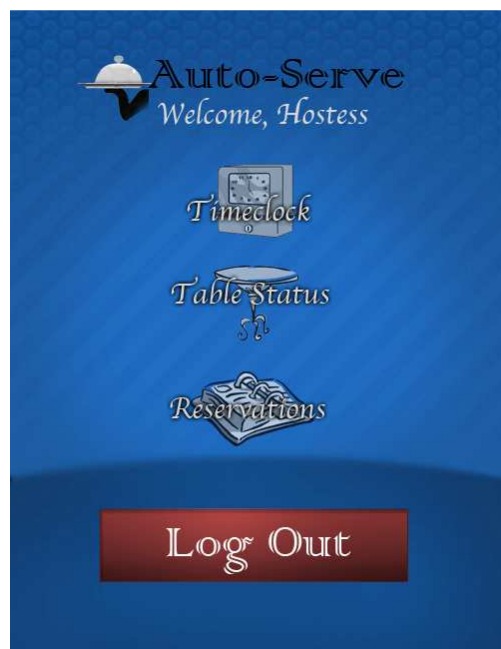 Auto-Serve
Welcome, Hostess
Timeclock
Table Status
Reservations
Log Out